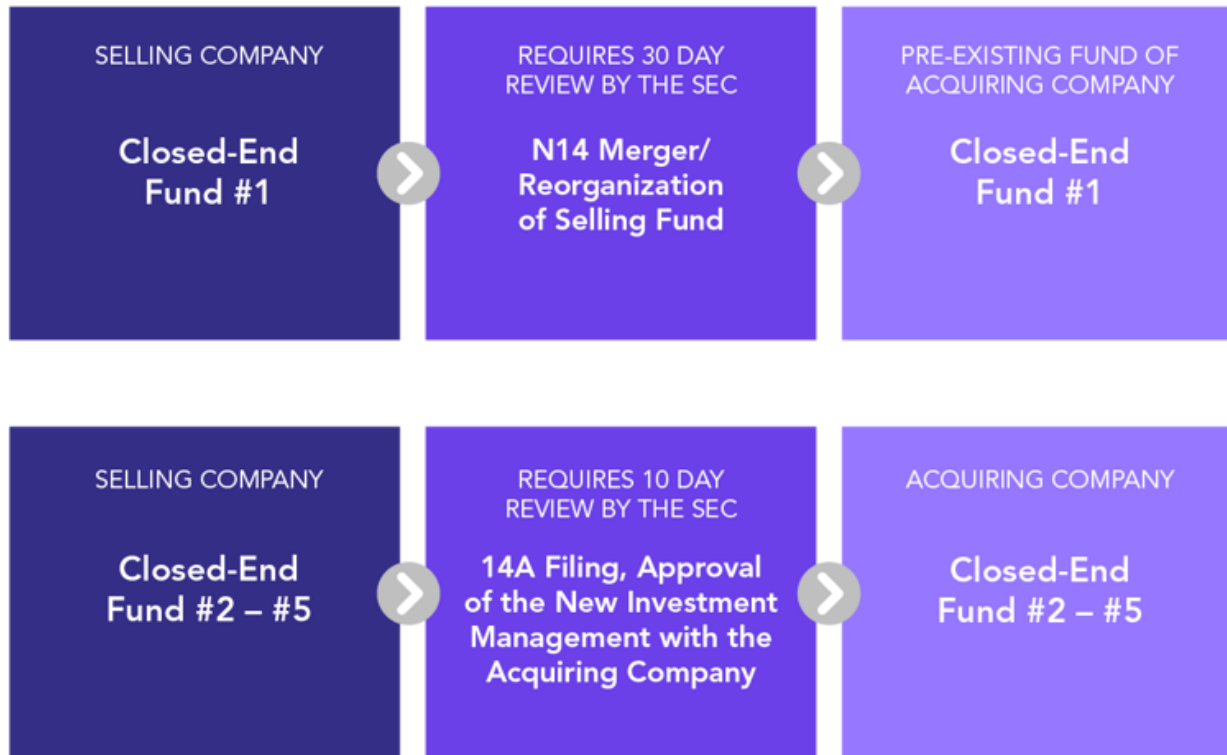 SELLING COMPANY
Closed-End
Fund #1
REQUIRES 30 DAY
REVIEW BY THE SEC
N14 Merger/
Reorganization
of Selling Fund
PRE-EXISTING FUND OF
ACQUIRING COMPANY
Closed-End
Fund #1
SELLING COMPANY
Closed-End
Fund #2 – #5
REQUIRES 10 DAY
REVIEW BY THE SEC
14A Filing, Approval
of the New Investment
Management with the
Acquiring Company
ACQUIRING COMPANY
Closed-End
Fund #2 – #5